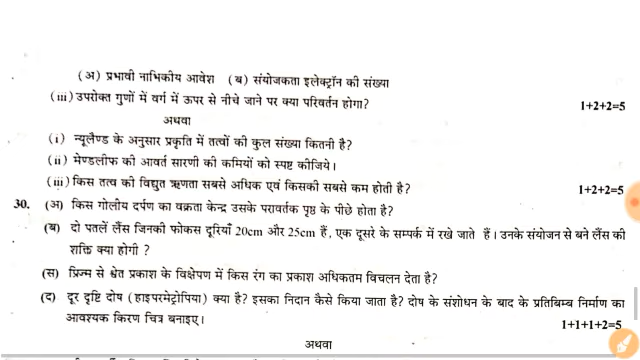 (अ) प्रभावी नाभिकीय आवेश (ब) संयोजकता इलेक्ट्रॉन की संख्या
(iii) उपरोक्त गुणों में वर्ग में ऊपर से नीचे जाने पर क्या परिवर्तन होगा? 1+2+2=5
अथवा
(i) न्यूलैण्ड के अनुसार प्रकृति में तत्वों की कुल संख्या कितनी है?
(ii) मेण्डलीफ की आवर्त सारणी की कमियों को स्पष्ट कीजिये।
(iii) किस तत्व की विद्युत ऋणता सबसे अधिक एवं किसकी सबसे कम होती है? 1+2+2=5
30. (अ) किस गोलीय दर्पण का वक्रता केन्द्र उसके परावर्तक पृष्ठ के पीछे होता है?
(ब) दो पतलें लैंस जिनकी फोकस दूरियाँ 20cm और 25cm हैं, एक दूसरे के सम्पर्क में रखे जाते हैं। उनके संयोजन से बने लैंस की
शक्ति क्या होगी ?
(स) प्रिज्म से श्वेत प्रकाश के विक्षेपण में किस रंग का प्रकाश अधिकतम विचलन देता है?
(द) दूर दृष्टि दोष (हाइपरमेट्रोपिया) क्या है? इसका निदान कैसे किया जाता है? दोष के संशोधन के बाद के प्रतिबिम्ब निर्माण का
आवश्यक किरण चित्र बनाइए। 1+1+1+2=5
अथवा